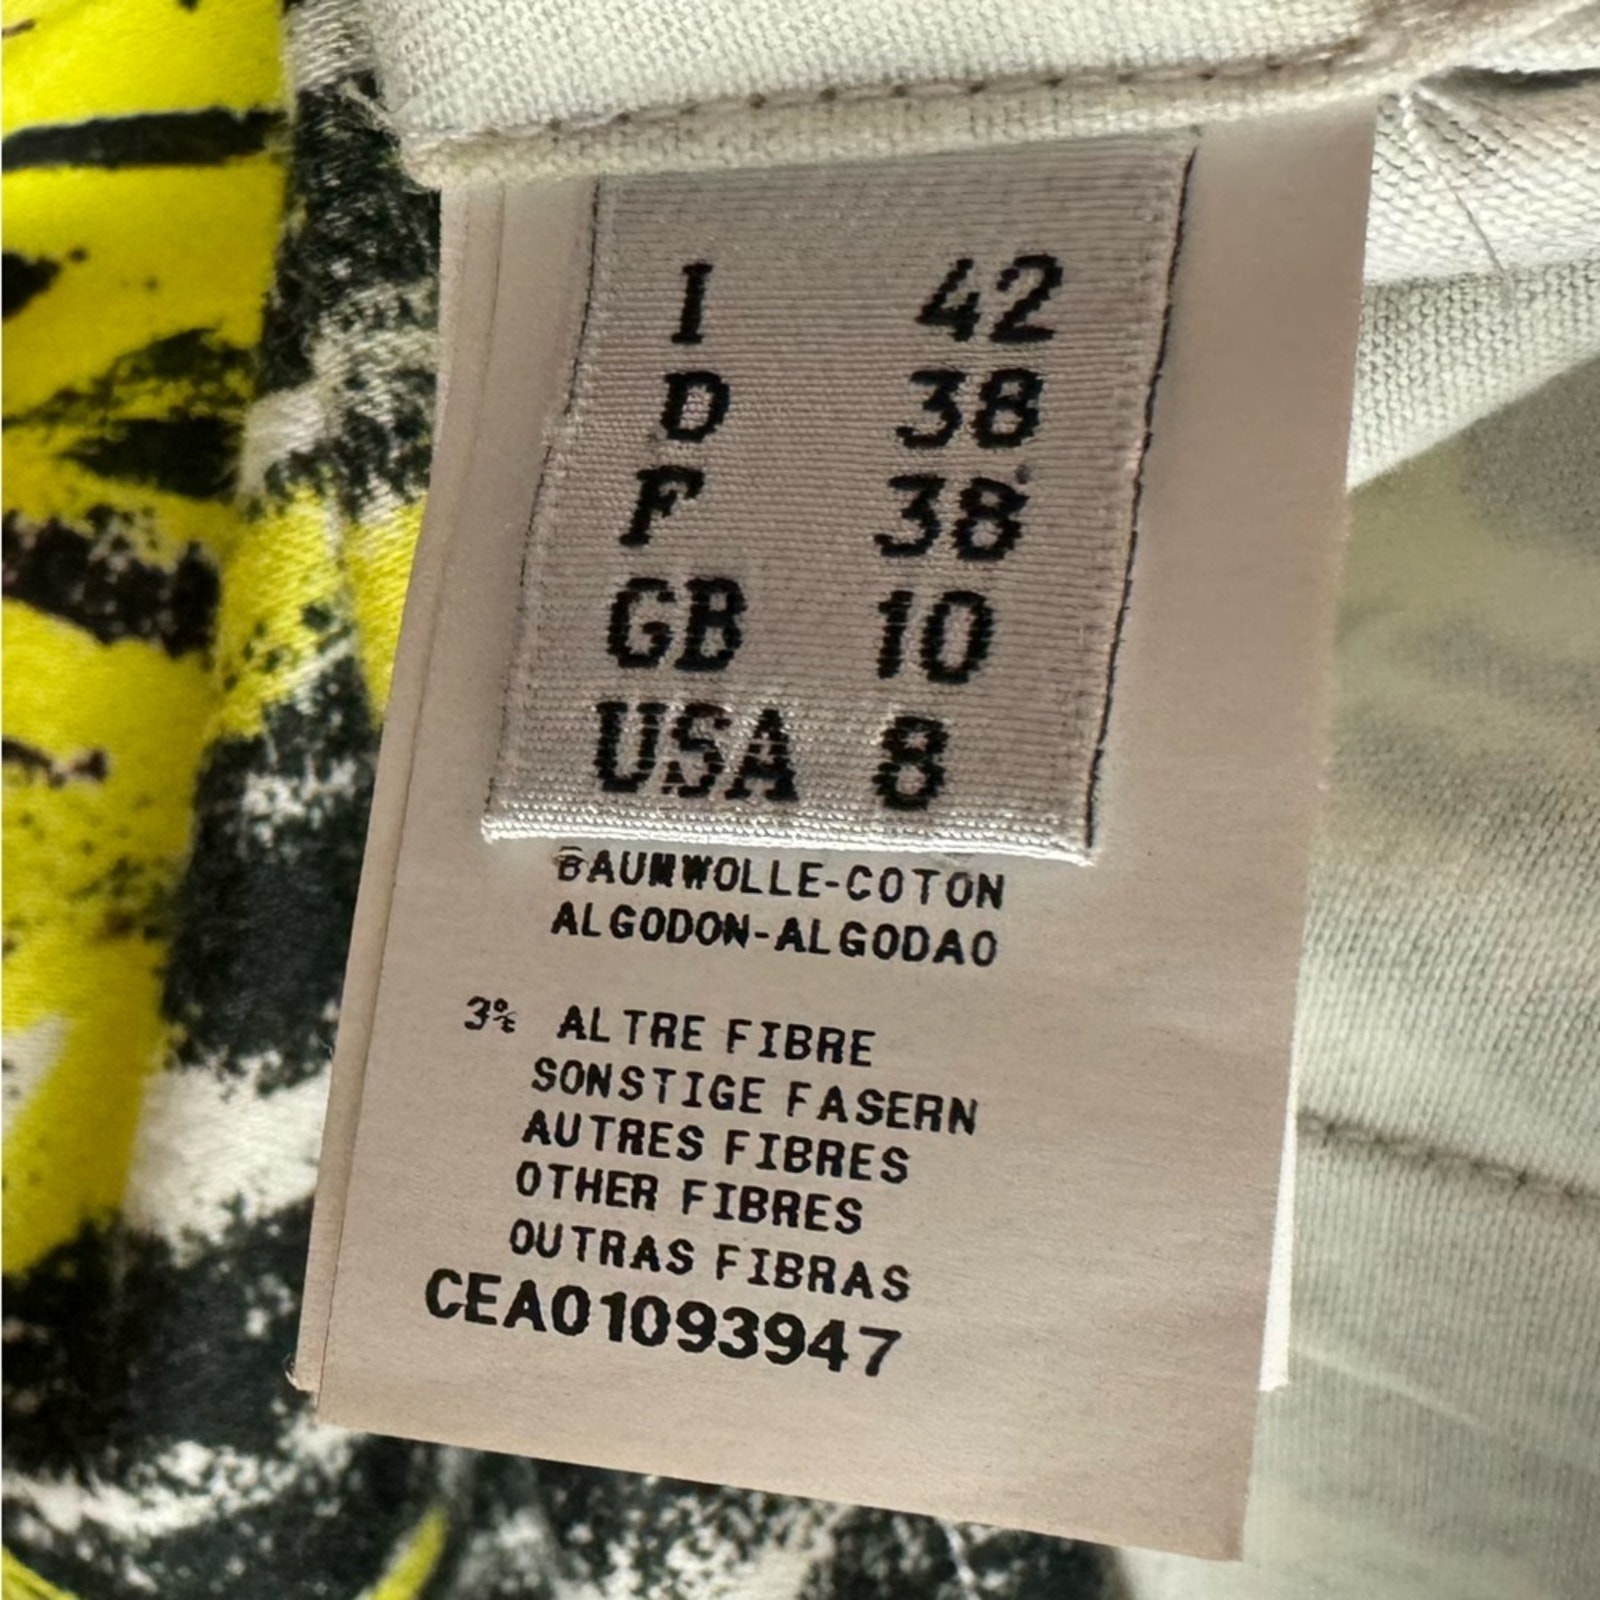 I 42
D 38
F 38
GB 10
USA 8
BAUMWOLLE-COTON
ALGODON-ALGODAO
3% ALTRE FIBRE
SONSTIGE FASERN
AUTRES FIBRES
OTHER FIBRES
OUTRAS FIBRAS
CEA01093947